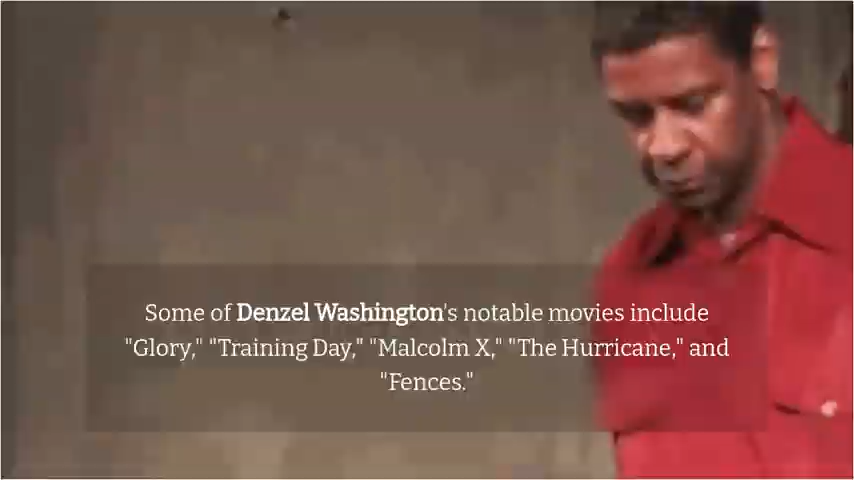 Some of Denzel Washington's notable movies include
"Glory," "Training Day," "Malcolm X," "The Hurricane," and
"Fences."